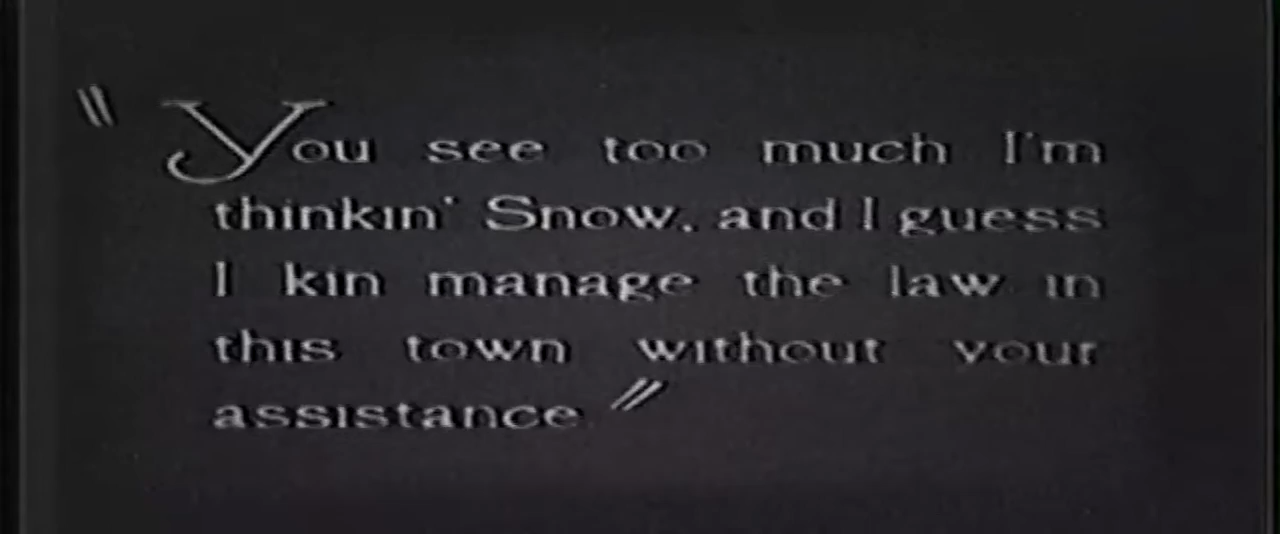 "You see too much I'm
thinkin' Snow, and I guess
I kin manage the law in
this town without your
assistance"